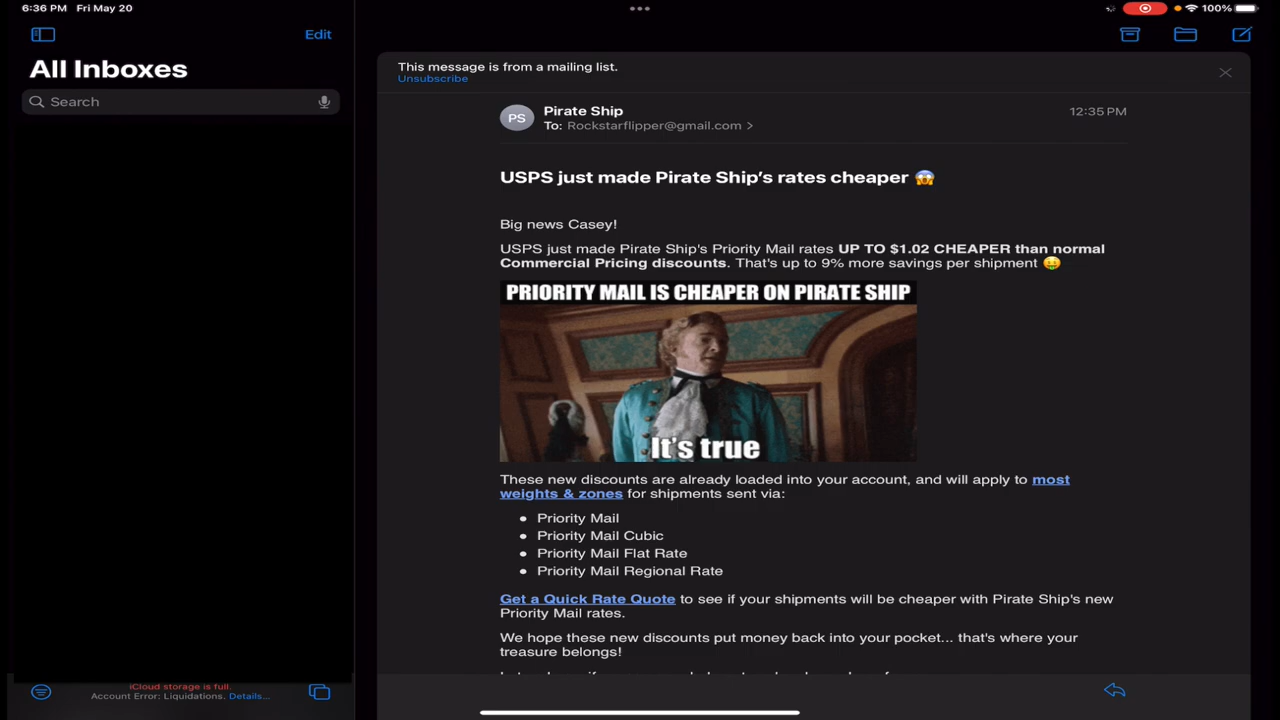 6:36 PM Fri May 20
100%
Edit
All Inboxes
Search
iCloud storage is full.
Account Error: Liquidations. Details...
This message is from a mailing list.
Unsubscribe
PS
Pirate Ship
12:35 PM
To: Rockstarflipper@gmail.com >
USPS just made Pirate Ship's rates cheaper 😱
Big news Casey!
USPS just made Pirate Ship's Priority Mail rates UP TO $1.02 CHEAPER than normal
Commercial Pricing discounts. That's up to 9% more savings per shipment 🤑
PRIORITY MAIL IS CHEAPER ON PIRATE SHIP
It's true
These new discounts are already loaded into your account, and will apply to most
weights & zones for shipments sent via:
• Priority Mail
• Priority Mail Cubic
• Priority Mail Flat Rate
• Priority Mail Regional Rate
Get a Quick Rate Quote to see if your shipments will be cheaper with Pirate Ship's new
Priority Mail rates.
We hope these new discounts put money back into your pocket... that's where your
treasure belongs!